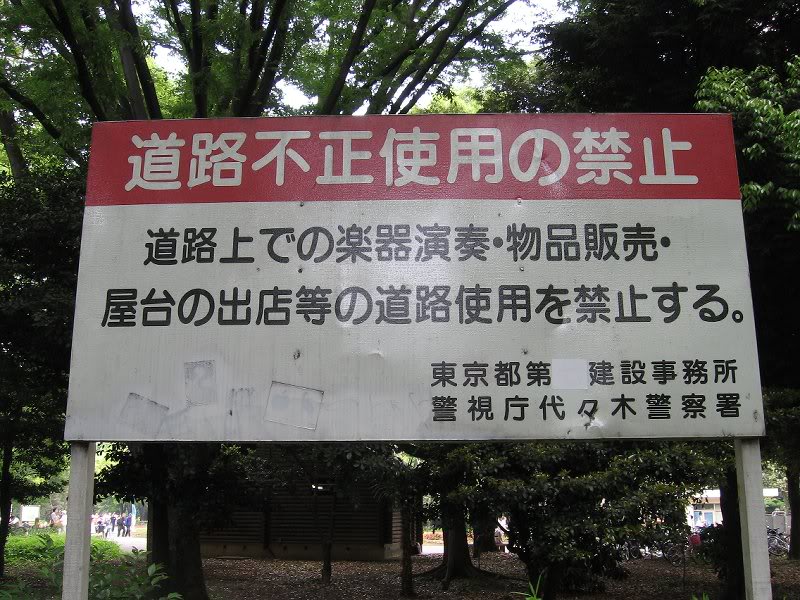 道路不正使用の禁止
道路上での楽器演奏・物品販売・
屋台の出店等の道路使用を禁止する。
東京都第 建設事務所
警視庁代々木警察署